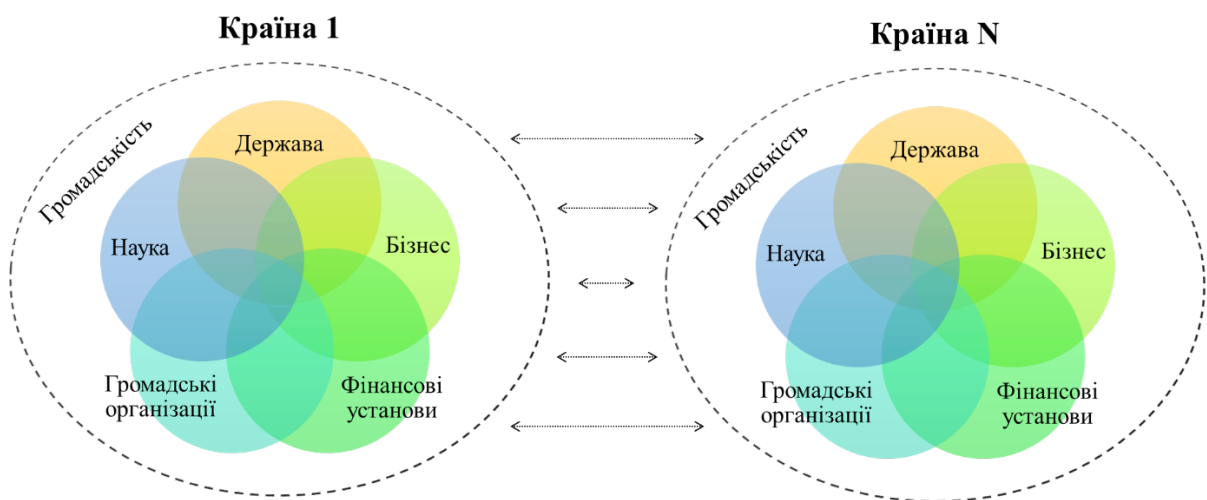 Країна 1
Громадськість
Держава
Наука
Бізнес
Громадські
організації
Фінансові
установи
Країна N
Громадськість
Держава
Наука
Бізнес
Громадські
організації
Фінансові
установи